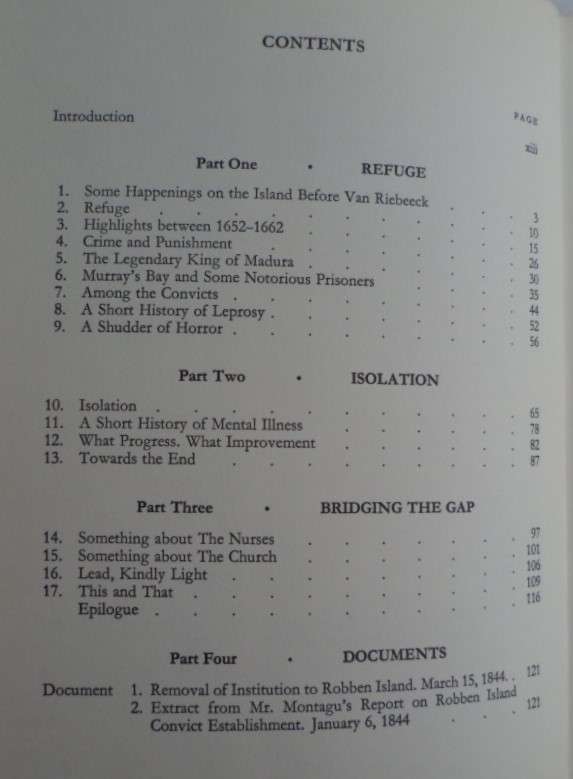 CONTENTS
PAGE
Introduction xiii
Part One • REFUGE
1. Some Happenings on the Island Before Van Riebeeck . . . 3
2. Refuge . . . . . . . . . 10
3. Highlights between 1652–1662 . . . . . . 15
4. Crime and Punishment . . . . . . . 26
5. The Legendary King of Madura . . . . . . 30
6. Murray's Bay and Some Notorious Prisoners . . . . 35
7. Among the Convicts . . . . . . . . 44
8. A Short History of Leprosy . . . . . . . 52
9. A Shudder of Horror . . . . . . . . 56
Part Two • ISOLATION
10. Isolation . . . . . . . . . . 65
11. A Short History of Mental Illness . . . . . . 78
12. What Progress. What Improvement . . . . . . 82
13. Towards the End . . . . . . . . 87
Part Three • BRIDGING THE GAP
14. Something about The Nurses . . . . . . . 97
15. Something about The Church . . . . . . 101
16. Lead, Kindly Light . . . . . . . . 106
17. This and That . . . . . . . . . 109
Epilogue . . . . . . . . . . 116
Part Four • DOCUMENTS
Document 1. Removal of Institution to Robben Island. March 15, 1844. . 121
2. Extract from Mr. Montagu's Report on Robben Island
Convict Establishment. January 6, 1844 . . . 121